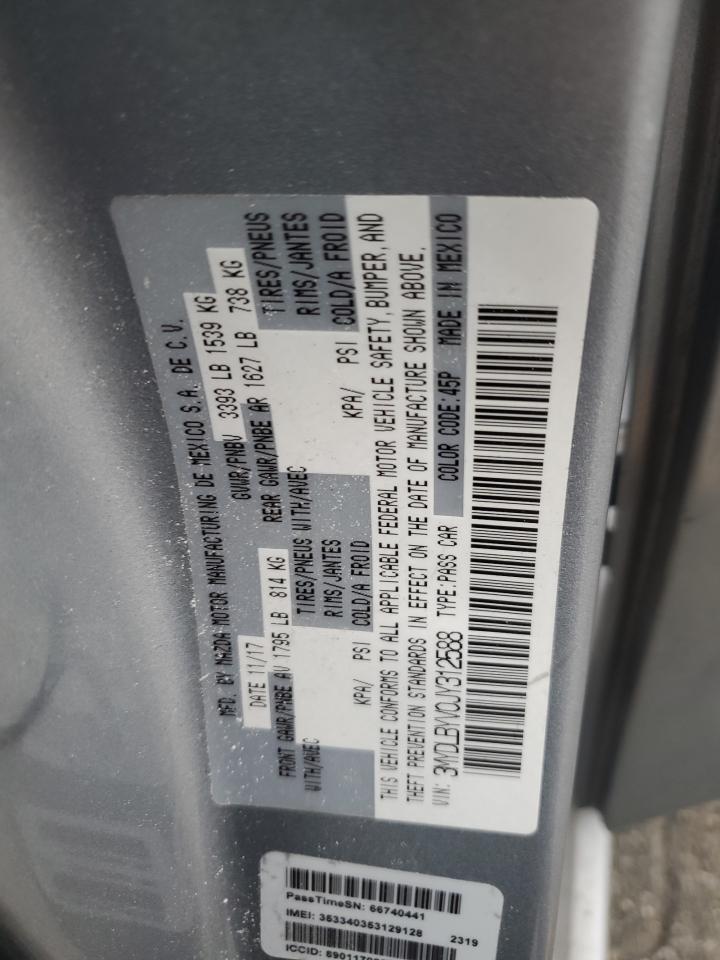 MFD. BY MAZDA MOTOR MANUFACTURING DE MEXICO S.A. DE C.V.
DATE 11/17 GVWR/PNBV 3393 LB 1539 KG
FRONT GAWR/PNBE AV 1795 LB 814 KG REAR GAWR/PNBE AR 1627 LB 738 KG
WITH/AVEC TIRES/PNEUS WITH/AVEC TIRES/PNEUS
RIMS/JANTES RIMS/JANTES
KPA/ PSI COLD/A FROID KPA/ PSI COLD/A FROID
THIS VEHICLE CONFORMS TO ALL APPLICABLE FEDERAL MOTOR VEHICLE SAFETY, BUMPER, AND
THEFT PREVENTION STANDARDS IN EFFECT ON THE DATE OF MANUFACTURE SHOWN ABOVE.
VIN: 3MYDLBYV0JY312588 TYPE:PASS CAR COLOR CODE:45P MADE IN MEXICO
PassTimeSN: 66740441
IMEI: 353340353129128 2319
ICCID: